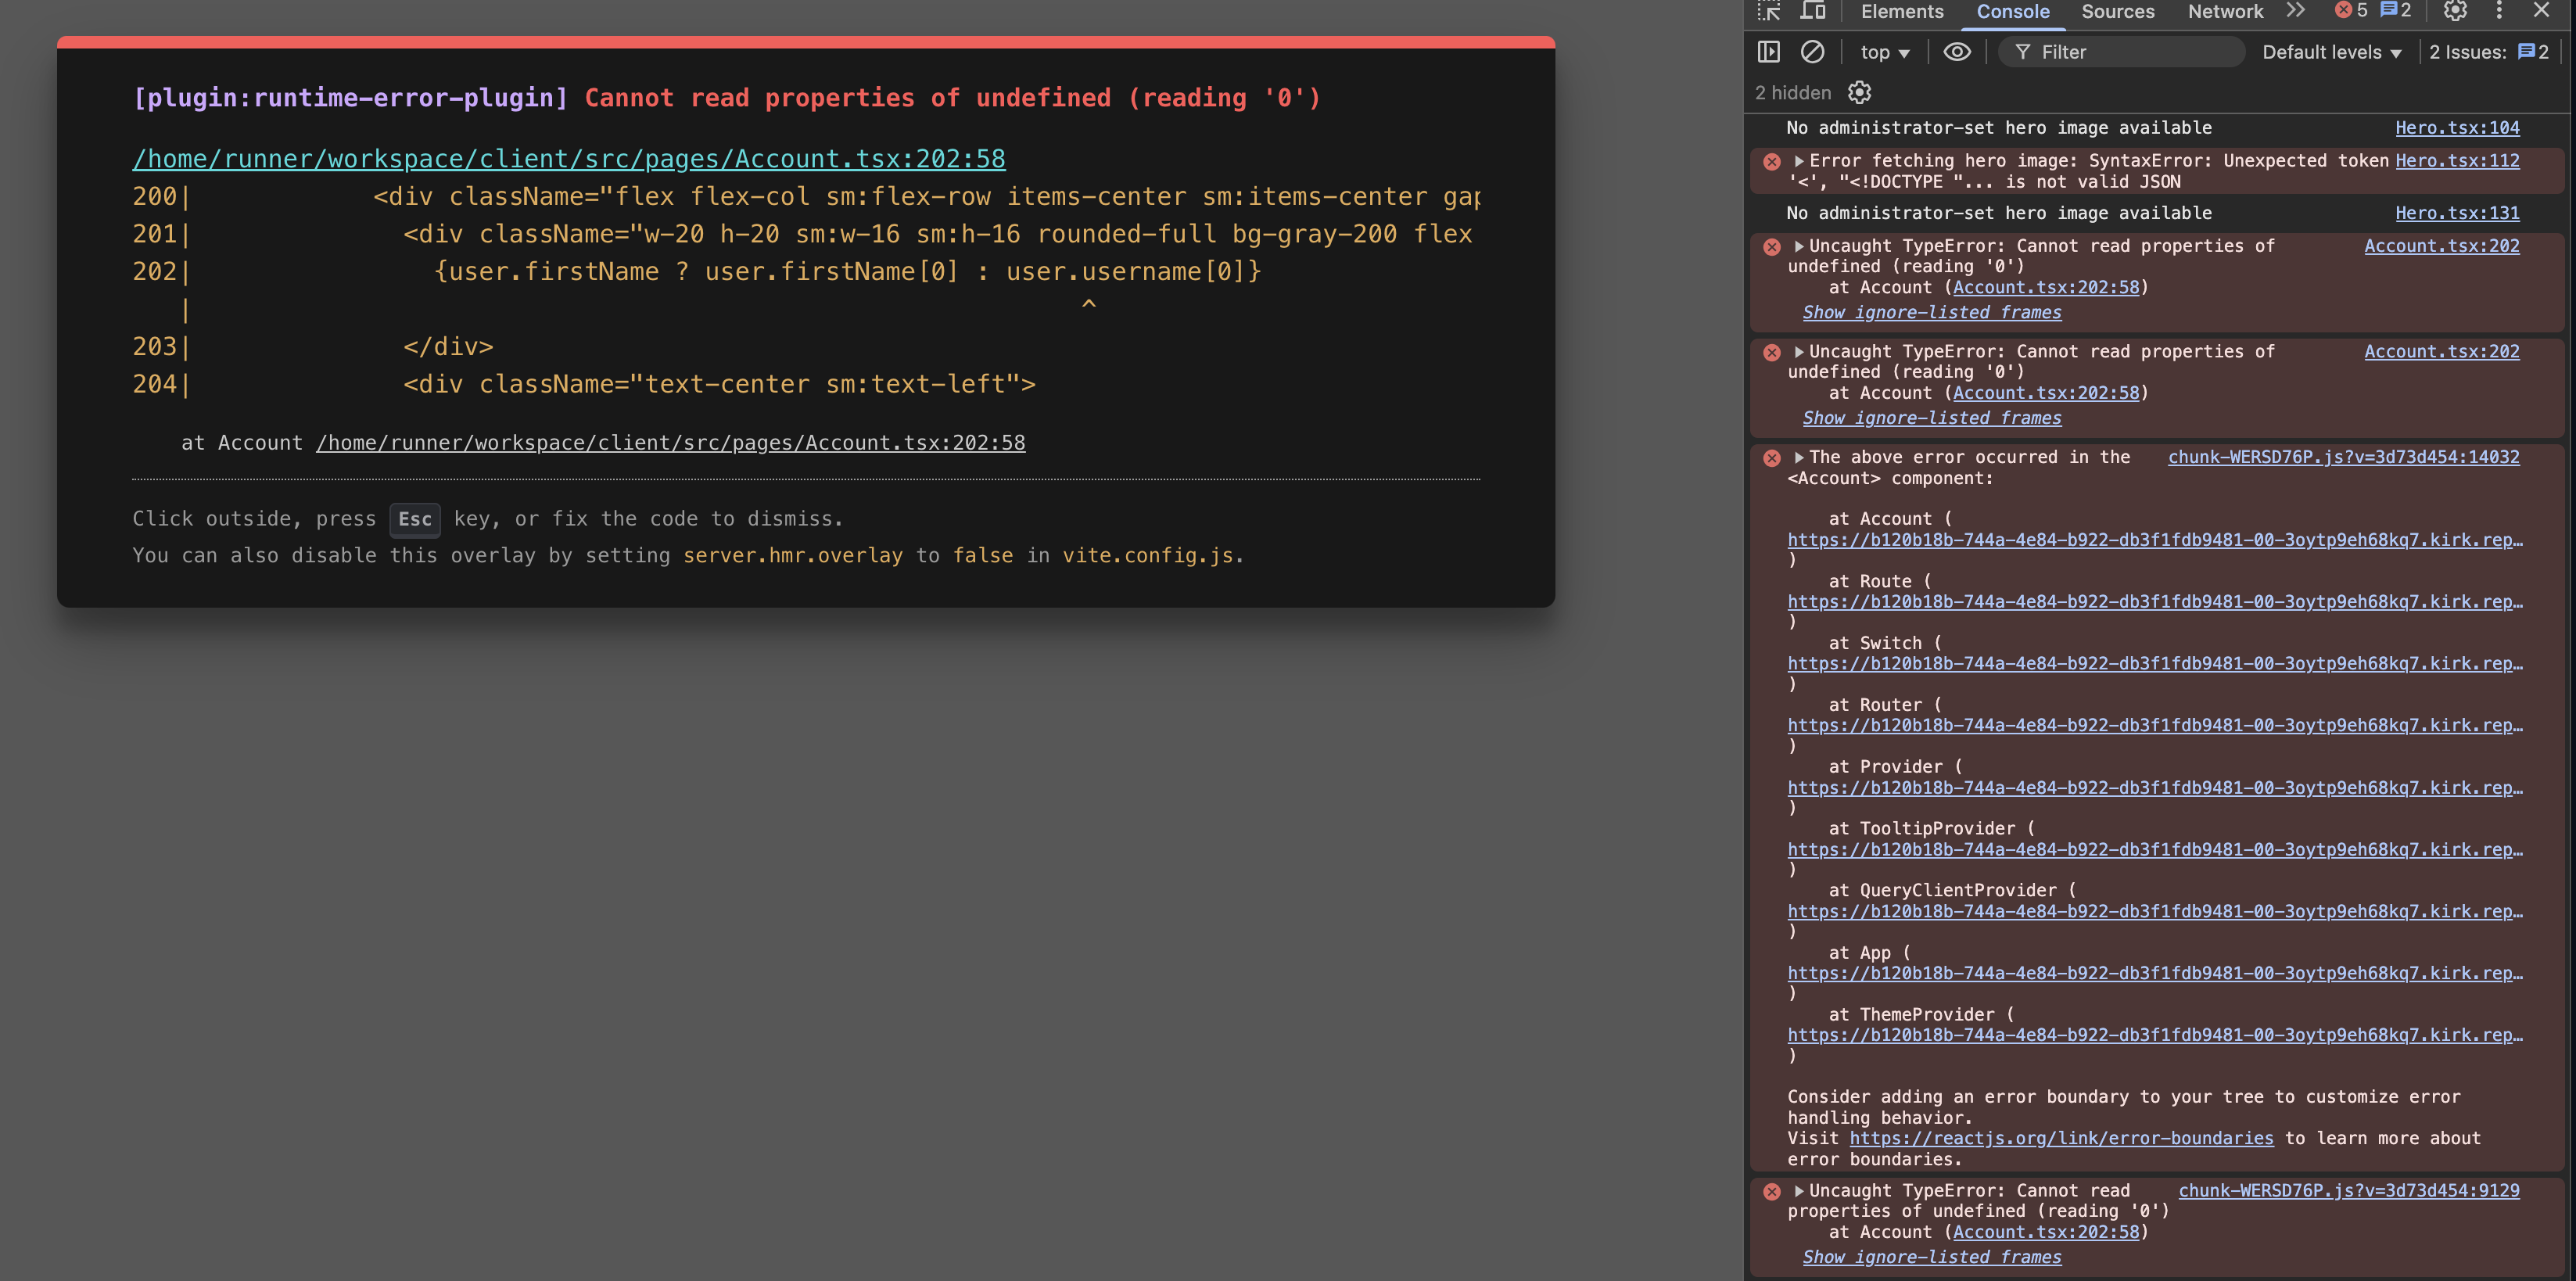 [plugin:runtime-error-plugin] Cannot read properties of undefined (reading '0')
/home/runner/workspace/client/src/pages/Account.tsx:202:58
200|            <div className="flex flex-col sm:flex-row items-center sm:items-center gap
201|              <div className="w-20 h-20 sm:w-16 sm:h-16 rounded-full bg-gray-200 flex
202|                {user.firstName ? user.firstName[0] : user.username[0]}
   |                                                           ^
203|              </div>
204|              <div className="text-center sm:text-left">
    at Account /home/runner/workspace/client/src/pages/Account.tsx:202:58
Click outside, press Esc key, or fix the code to dismiss.
You can also disable this overlay by setting server.hmr.overlay to false in vite.config.js.
Elements Console Sources Network 5 2
top Filter Default levels 2 Issues: 2
2 hidden
No administrator-set hero image available Hero.tsx:104
Error fetching hero image: SyntaxError: Unexpected token Hero.tsx:112
'<', "<!DOCTYPE "... is not valid JSON
No administrator-set hero image available Hero.tsx:131
Uncaught TypeError: Cannot read properties of Account.tsx:202
undefined (reading '0')
    at Account (Account.tsx:202:58)
Show ignore-listed frames
Uncaught TypeError: Cannot read properties of Account.tsx:202
undefined (reading '0')
    at Account (Account.tsx:202:58)
Show ignore-listed frames
The above error occurred in the chunk-WERSD76P.js?v=3d73d454:14032
<Account> component:
    at Account (
https://b120b18b-744a-4e84-b922-db3f1fdb9481-00-3oytp9eh68kq7.kirk.rep…
)
    at Route (
https://b120b18b-744a-4e84-b922-db3f1fdb9481-00-3oytp9eh68kq7.kirk.rep…
)
    at Switch (
https://b120b18b-744a-4e84-b922-db3f1fdb9481-00-3oytp9eh68kq7.kirk.rep…
)
    at Router (
https://b120b18b-744a-4e84-b922-db3f1fdb9481-00-3oytp9eh68kq7.kirk.rep…
)
    at Provider (
https://b120b18b-744a-4e84-b922-db3f1fdb9481-00-3oytp9eh68kq7.kirk.rep…
)
    at TooltipProvider (
https://b120b18b-744a-4e84-b922-db3f1fdb9481-00-3oytp9eh68kq7.kirk.rep…
)
    at QueryClientProvider (
https://b120b18b-744a-4e84-b922-db3f1fdb9481-00-3oytp9eh68kq7.kirk.rep…
)
    at App (
https://b120b18b-744a-4e84-b922-db3f1fdb9481-00-3oytp9eh68kq7.kirk.rep…
)
    at ThemeProvider (
https://b120b18b-744a-4e84-b922-db3f1fdb9481-00-3oytp9eh68kq7.kirk.rep…
)
Consider adding an error boundary to your tree to customize error
handling behavior.
Visit https://reactjs.org/link/error-boundaries to learn more about
error boundaries.
Uncaught TypeError: Cannot read chunk-WERSD76P.js?v=3d73d454:9129
properties of undefined (reading '0')
    at Account (Account.tsx:202:58)
Show ignore-listed frames